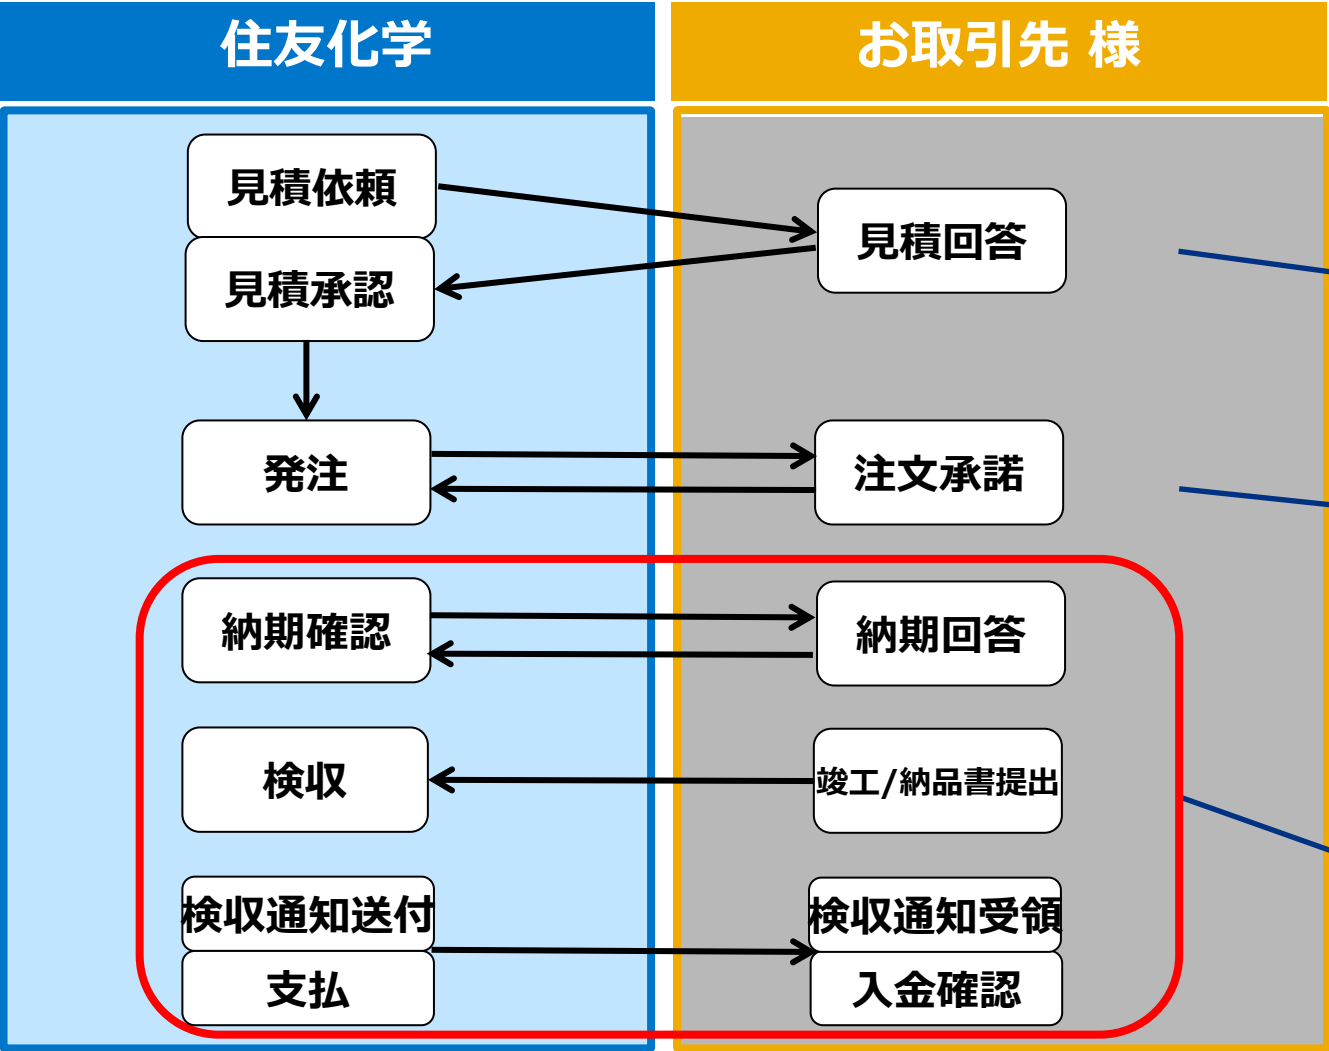 住友化学
お取引先 様
見積依頼
見積回答
見積承認
発注
注文承諾
納期確認
納期回答
検収
竣工/納品書提出
検収通知送付
検収通知受領
支払
入金確認